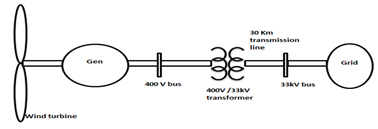 30 Km
transmission
line
Gen
Grid
400 V bus
400V /33kV
transformer
33kV bus
Wind turbine